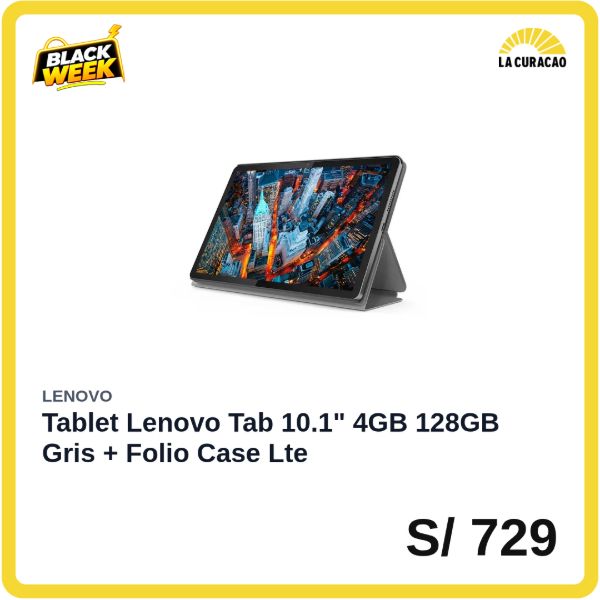 BLACK
WEEK
LA CURACAO
LENOVO
Tablet Lenovo Tab 10.1" 4GB 128GB
Gris + Folio Case Lte
S/ 729